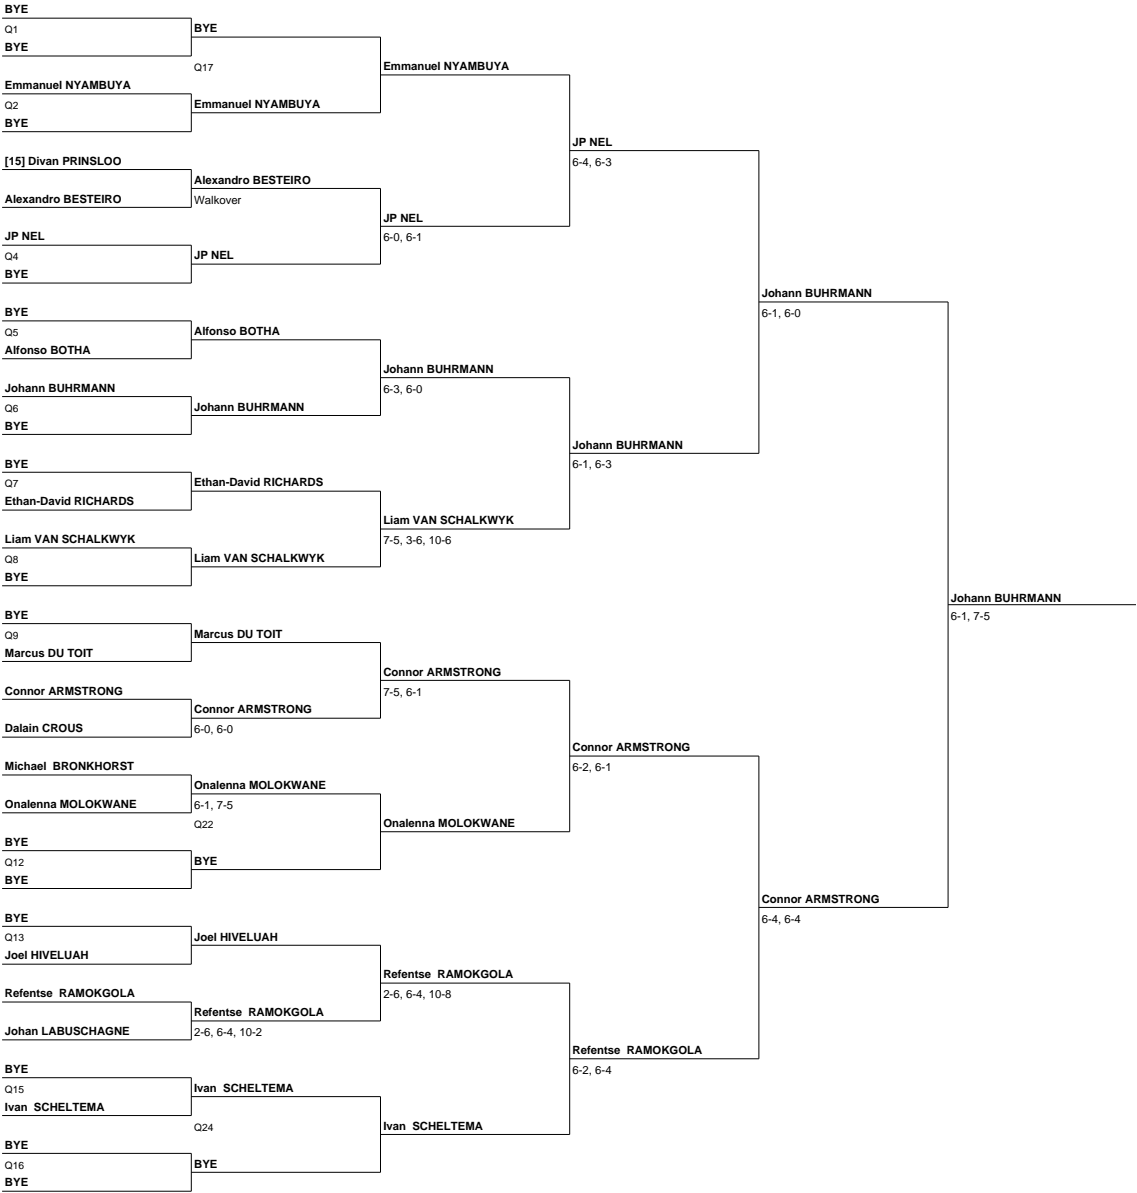 BYE
Q1
BYE
BYE
Q17
Emmanuel NYAMBUYA
Emmanuel NYAMBUYA
Q2
Emmanuel NYAMBUYA
BYE
JP NEL
6-4, 6-3
[15] Divan PRINSLOO
Alexandro BESTEIRO
Alexandro BESTEIRO
Walkover
JP NEL
6-0, 6-1
JP NEL
Q4
JP NEL
BYE
Johann BUHRMANN
6-1, 6-0
BYE
Q5
Alfonso BOTHA
Alfonso BOTHA
Johann BUHRMANN
6-3, 6-0
Johann BUHRMANN
Q6
Johann BUHRMANN
BYE
Johann BUHRMANN
6-1, 6-3
BYE
Q7
Ethan-David RICHARDS
Ethan-David RICHARDS
Liam VAN SCHALKWYK
7-5, 3-6, 10-6
Liam VAN SCHALKWYK
Q8
Liam VAN SCHALKWYK
BYE
Johann BUHRMANN
6-1, 7-5
BYE
Q9
Marcus DU TOIT
Marcus DU TOIT
Connor ARMSTRONG
7-5, 6-1
Connor ARMSTRONG
Connor ARMSTRONG
6-0, 6-0
Dalain CROUS
Connor ARMSTRONG
6-2, 6-1
Michael BRONKHORST
Onalenna MOLOKWANE
Onalenna MOLOKWANE
6-1, 7-5
Q22
Onalenna MOLOKWANE
BYE
Q12
BYE
BYE
Connor ARMSTRONG
6-4, 6-4
BYE
Q13
Joel HIVELUAH
Joel HIVELUAH
Refentse RAMOKGOLA
2-6, 6-4, 10-8
Refentse RAMOKGOLA
Refentse RAMOKGOLA
2-6, 6-4, 10-2
Johan LABUSCHAGNE
Refentse RAMOKGOLA
6-2, 6-4
BYE
Q15
Ivan SCHELTEMA
Ivan SCHELTEMA
Q24
Ivan SCHELTEMA
BYE
Q16
BYE
BYE